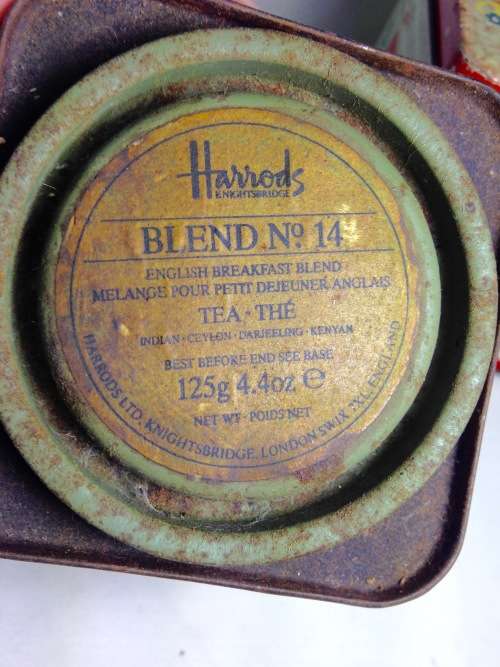 Harrods
KNIGHTSBRIDGE
BLEND Nº 14
ENGLISH BREAKFAST BLEND
MELANGE POUR PETIT DEJEUNER ANGLAIS
TEA · THÉ
INDIAN · CEYLON · DARJEELING · KENYAN
BEST BEFORE END SEE BASE
125g 4.4oz ℮
NET WT · POIDS NET
HARRODS LTD. KNIGHTSBRIDGE, LONDON SW1X 7XL, ENGLAND